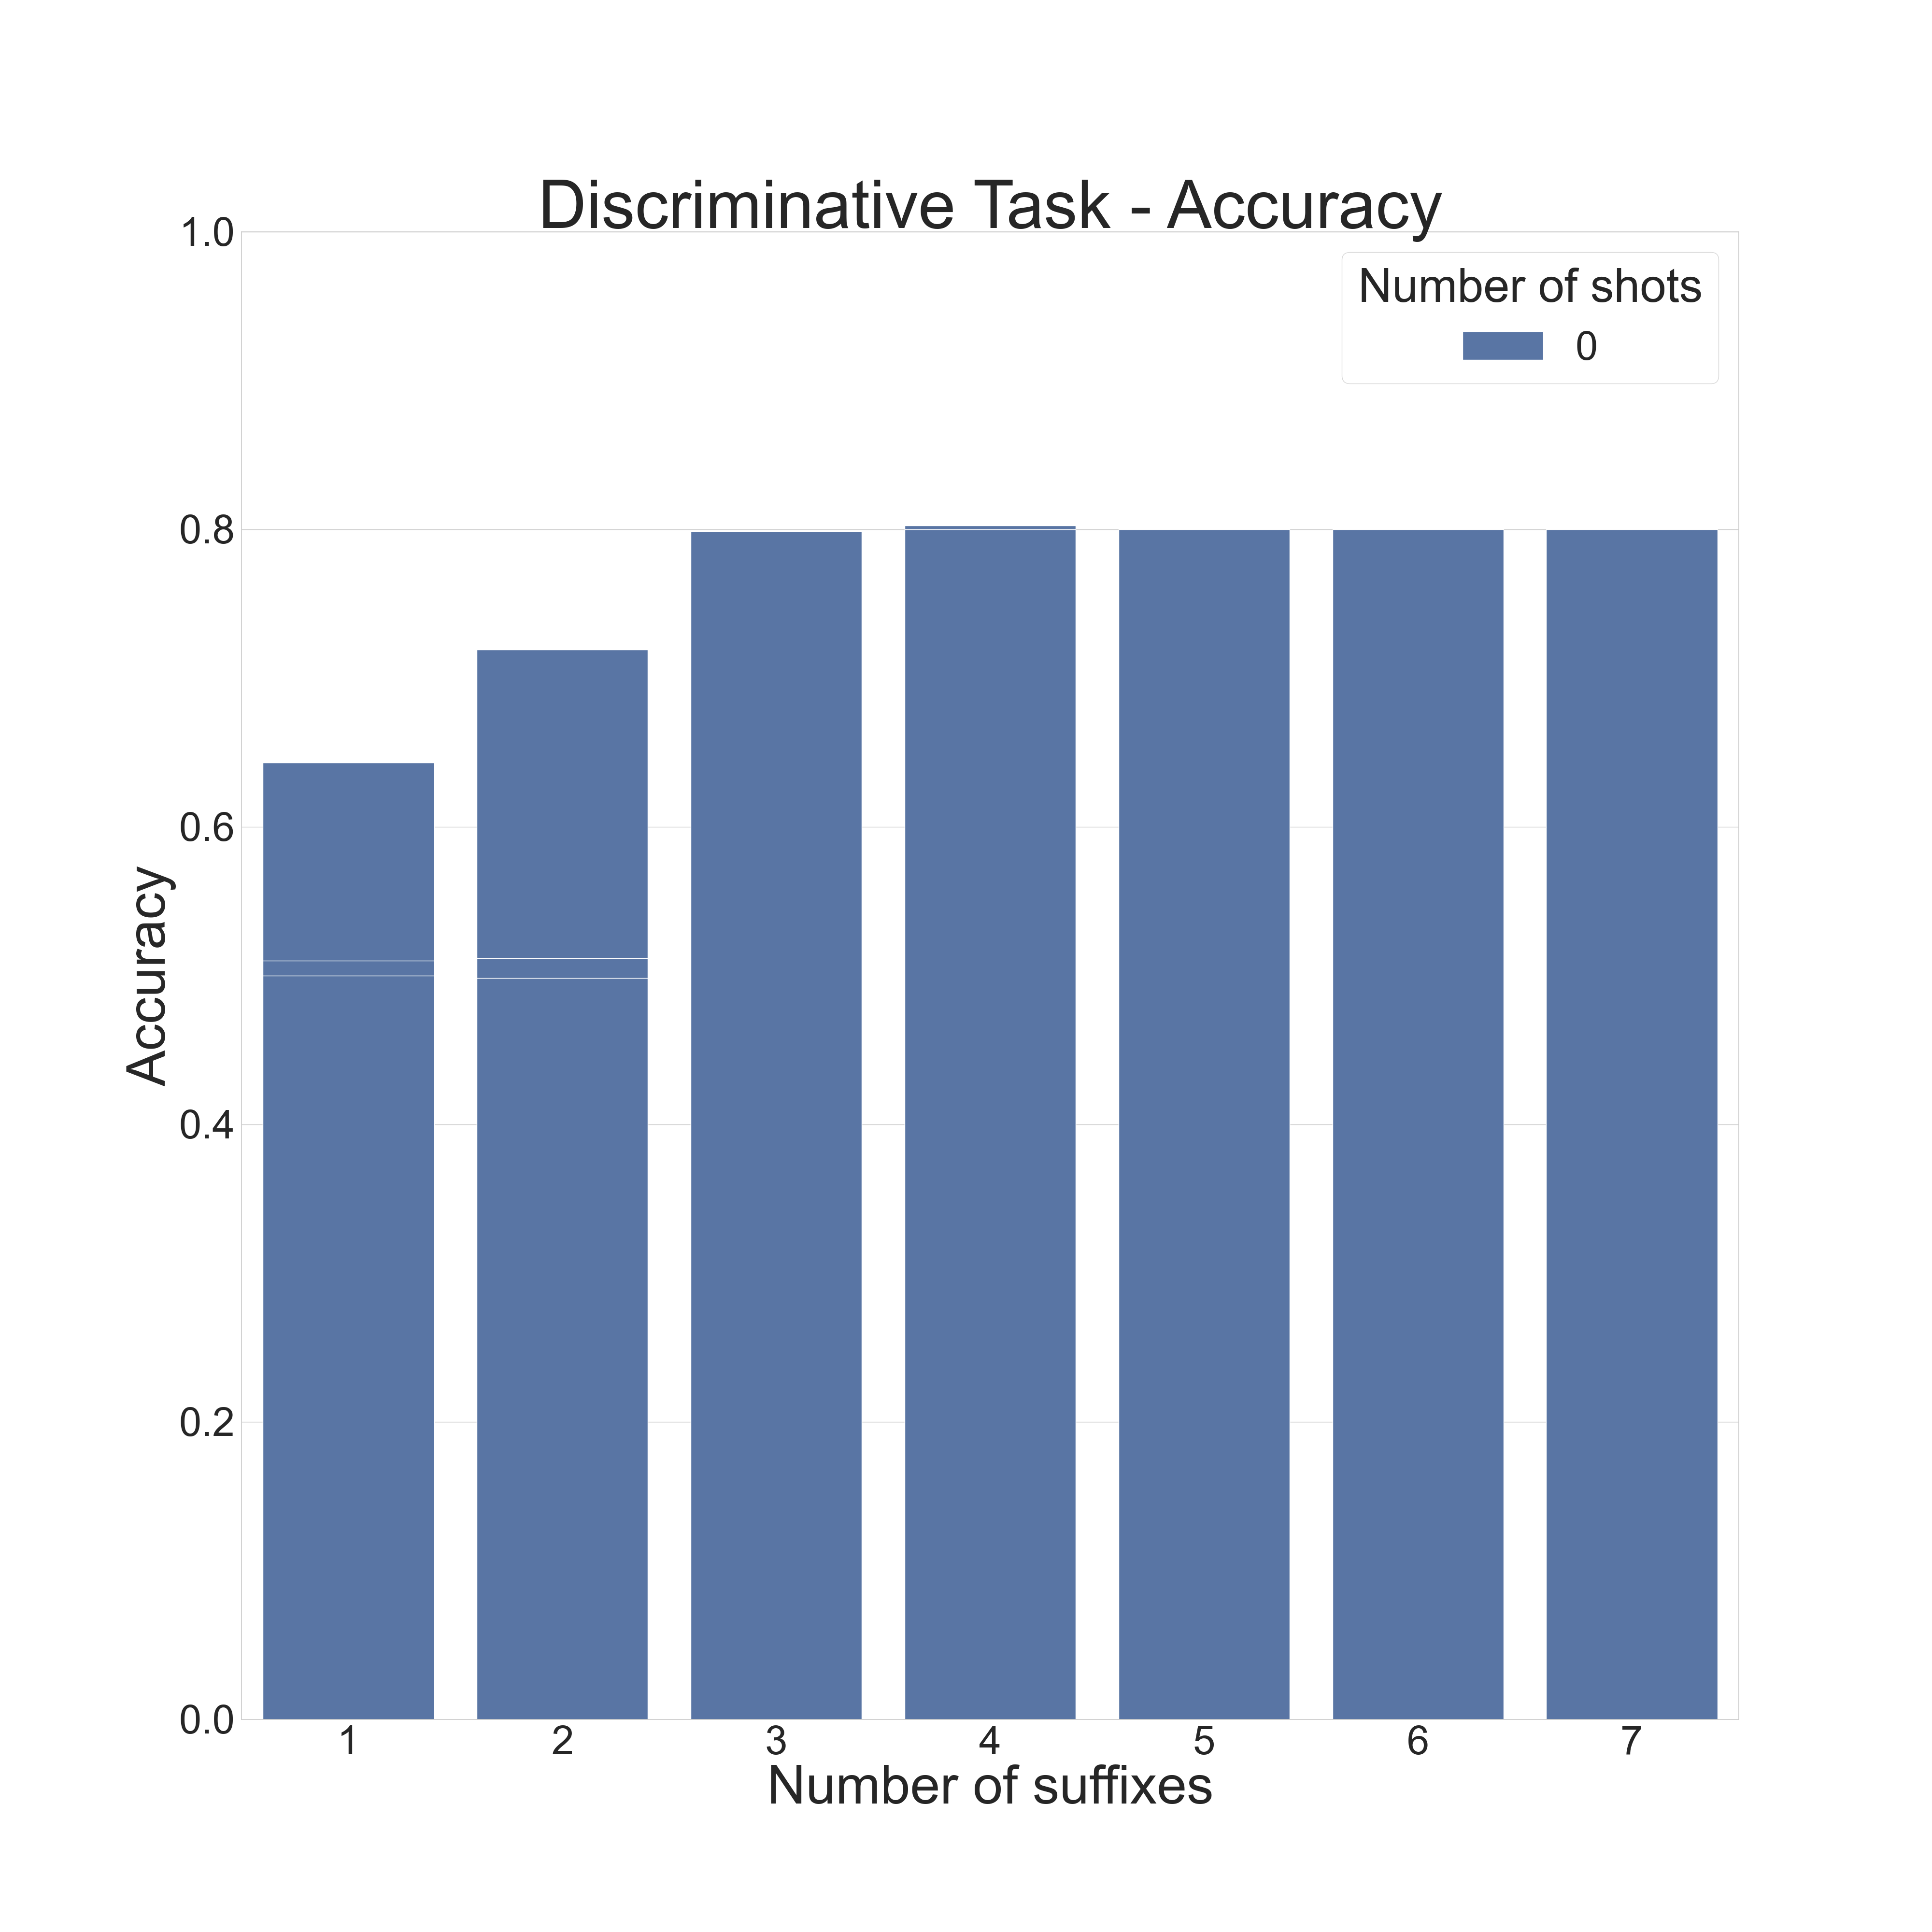 Discriminative Task - Accuracy
1.0
Number of shots
0
0.8
0.6
Accuracy
0.4
0.2
0.0
1 2 3 4 5 6 7
Number of suffixes